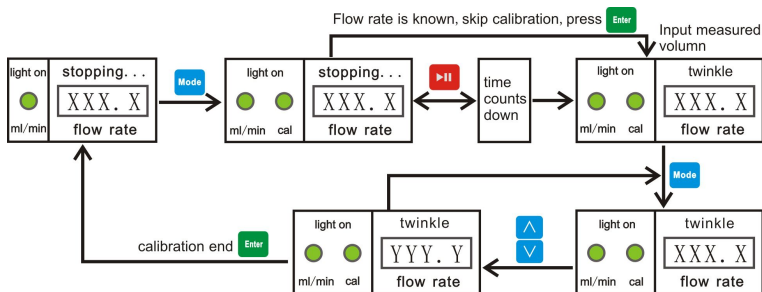 Flow rate is known, skip calibration, press Enter
Input measured
volumn
light on
stopping...
XXX. X
ml/min
flow rate
Mode
light on
stopping...
XXX. X
ml/min cal
flow rate
time
counts
down
light on
twinkle
XXX. X
ml/min cal
flow rate
Mode
light on
twinkle
XXX. X
ml/min cal
flow rate
light on
twinkle
YYY. Y
ml/min cal
flow rate
calibration end Enter